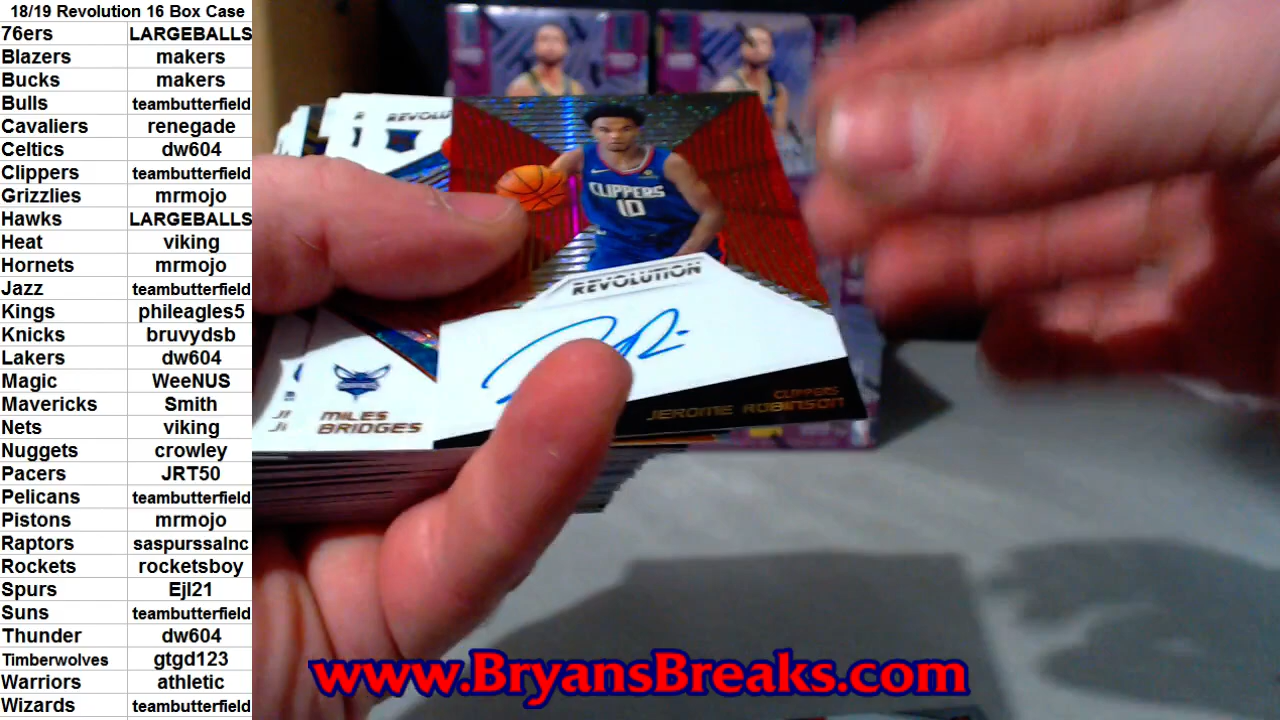 18/19 Revolution 16 Box Case
76ers LARGEBALLS
Blazers makers
Bucks makers
Bulls teambutterfield
Cavaliers renegade
Celtics dw604
Clippers teambutterfield
Grizzlies mrmojo
Hawks LARGEBALLS
Heat viking
Hornets mrmojo
Jazz teambutterfield
Kings phileagles5
Knicks bruvydsb
Lakers dw604
Magic WeeNUS
Mavericks Smith
Nets viking
Nuggets crowley
Pacers JRT50
Pelicans teambutterfield
Pistons mrmojo
Raptors saspurssalnc
Rockets rocketsboy
Spurs Ejl21
Suns teambutterfield
Thunder dw604
Timberwolves gtgd123
Warriors athletic
Wizards teambutterfield
REVOLU
CLIPPERS
10
REVOLUTION
CLIPPERS
JEROME ROBINSON
MILES
BRIDGES
www.BryansBreaks.com